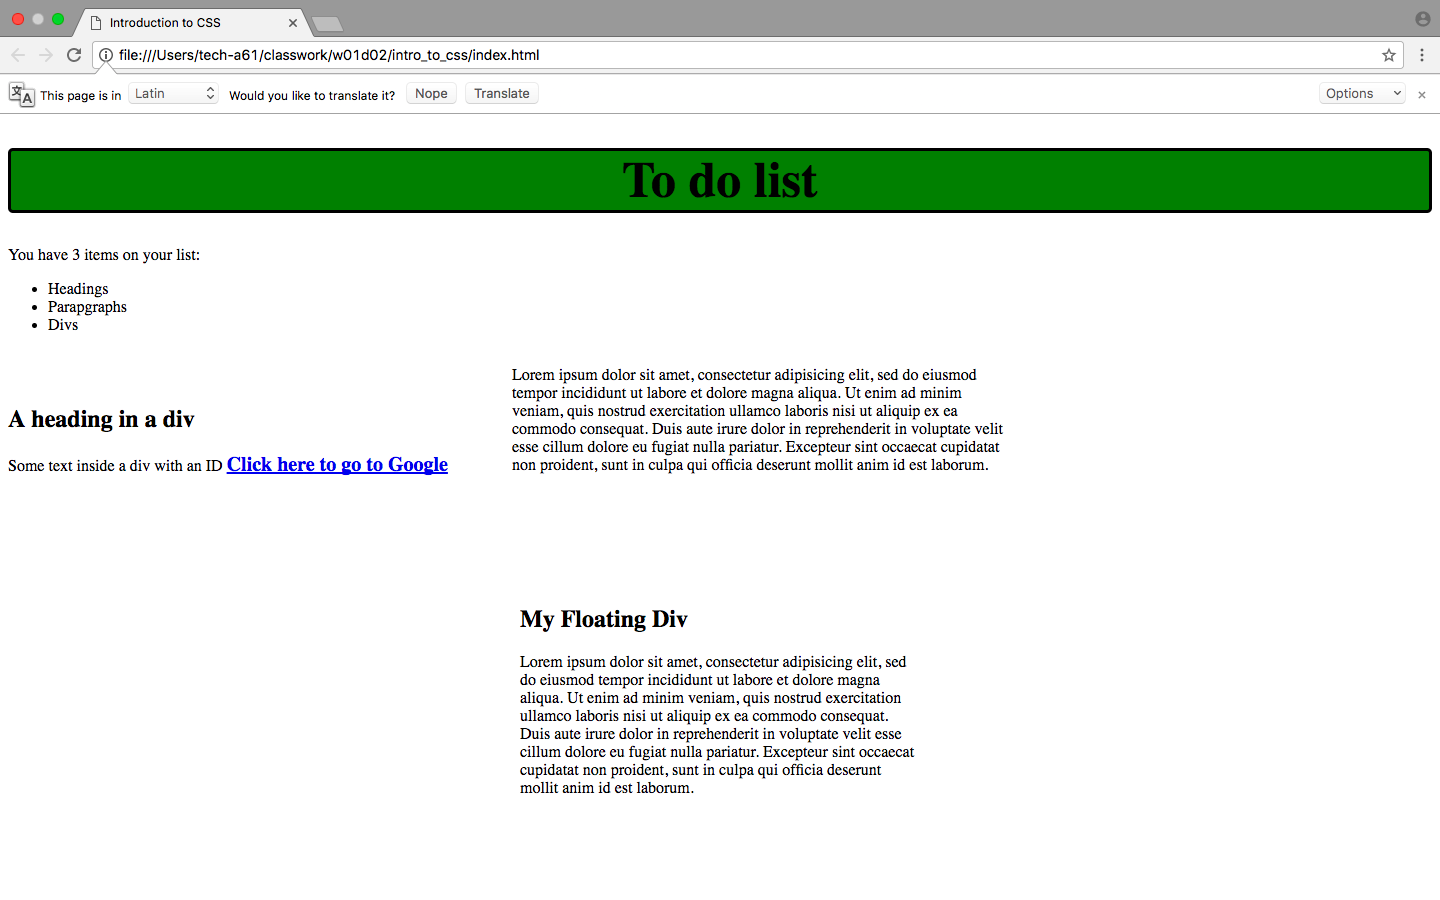 Introduction to CSS
file:///Users/tech-a61/classwork/w01d02/intro_to_css/index.html
This page is in Latin Would you like to translate it? Nope Translate Options
To do list
You have 3 items on your list:
Headings
Parapgraphs
Divs
A heading in a div
Some text inside a div with an ID Click here to go to Google
Lorem ipsum dolor sit amet, consectetur adipisicing elit, sed do eiusmod
tempor incididunt ut labore et dolore magna aliqua. Ut enim ad minim
veniam, quis nostrud exercitation ullamco laboris nisi ut aliquip ex ea
commodo consequat. Duis aute irure dolor in reprehenderit in voluptate velit
esse cillum dolore eu fugiat nulla pariatur. Excepteur sint occaecat cupidatat
non proident, sunt in culpa qui officia deserunt mollit anim id est laborum.
My Floating Div
Lorem ipsum dolor sit amet, consectetur adipisicing elit, sed
do eiusmod tempor incididunt ut labore et dolore magna
aliqua. Ut enim ad minim veniam, quis nostrud exercitation
ullamco laboris nisi ut aliquip ex ea commodo consequat.
Duis aute irure dolor in reprehenderit in voluptate velit esse
cillum dolore eu fugiat nulla pariatur. Excepteur sint occaecat
cupidatat non proident, sunt in culpa qui officia deserunt
mollit anim id est laborum.